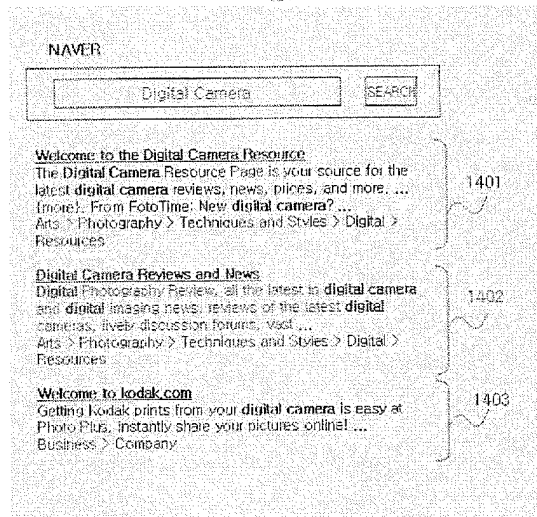 NAVER
Digital Camera
SEARCH
Welcome to the Digital Camera Resource
The Digital Camera Resource Page is your source for the
latest digital camera reviews, news, prices, and more. ...
(more). From FotoTime: New digital camera? ...
Arts > Photography > Techniques and Styles > Digital >
Resources
1401
Digital Camera Reviews and News
Digital Photography Review, all the latest in digital camera
and digital imaging news, reviews of the latest digital
cameras, lively discussion forums, vast ...
Arts > Photography > Techniques and Styles > Digital >
Resources
1402
Welcome to kodak.com
Getting Kodak prints from your digital camera is easy at
Photo Plus, instantly share your pictures online! ...
Business > Company
1403